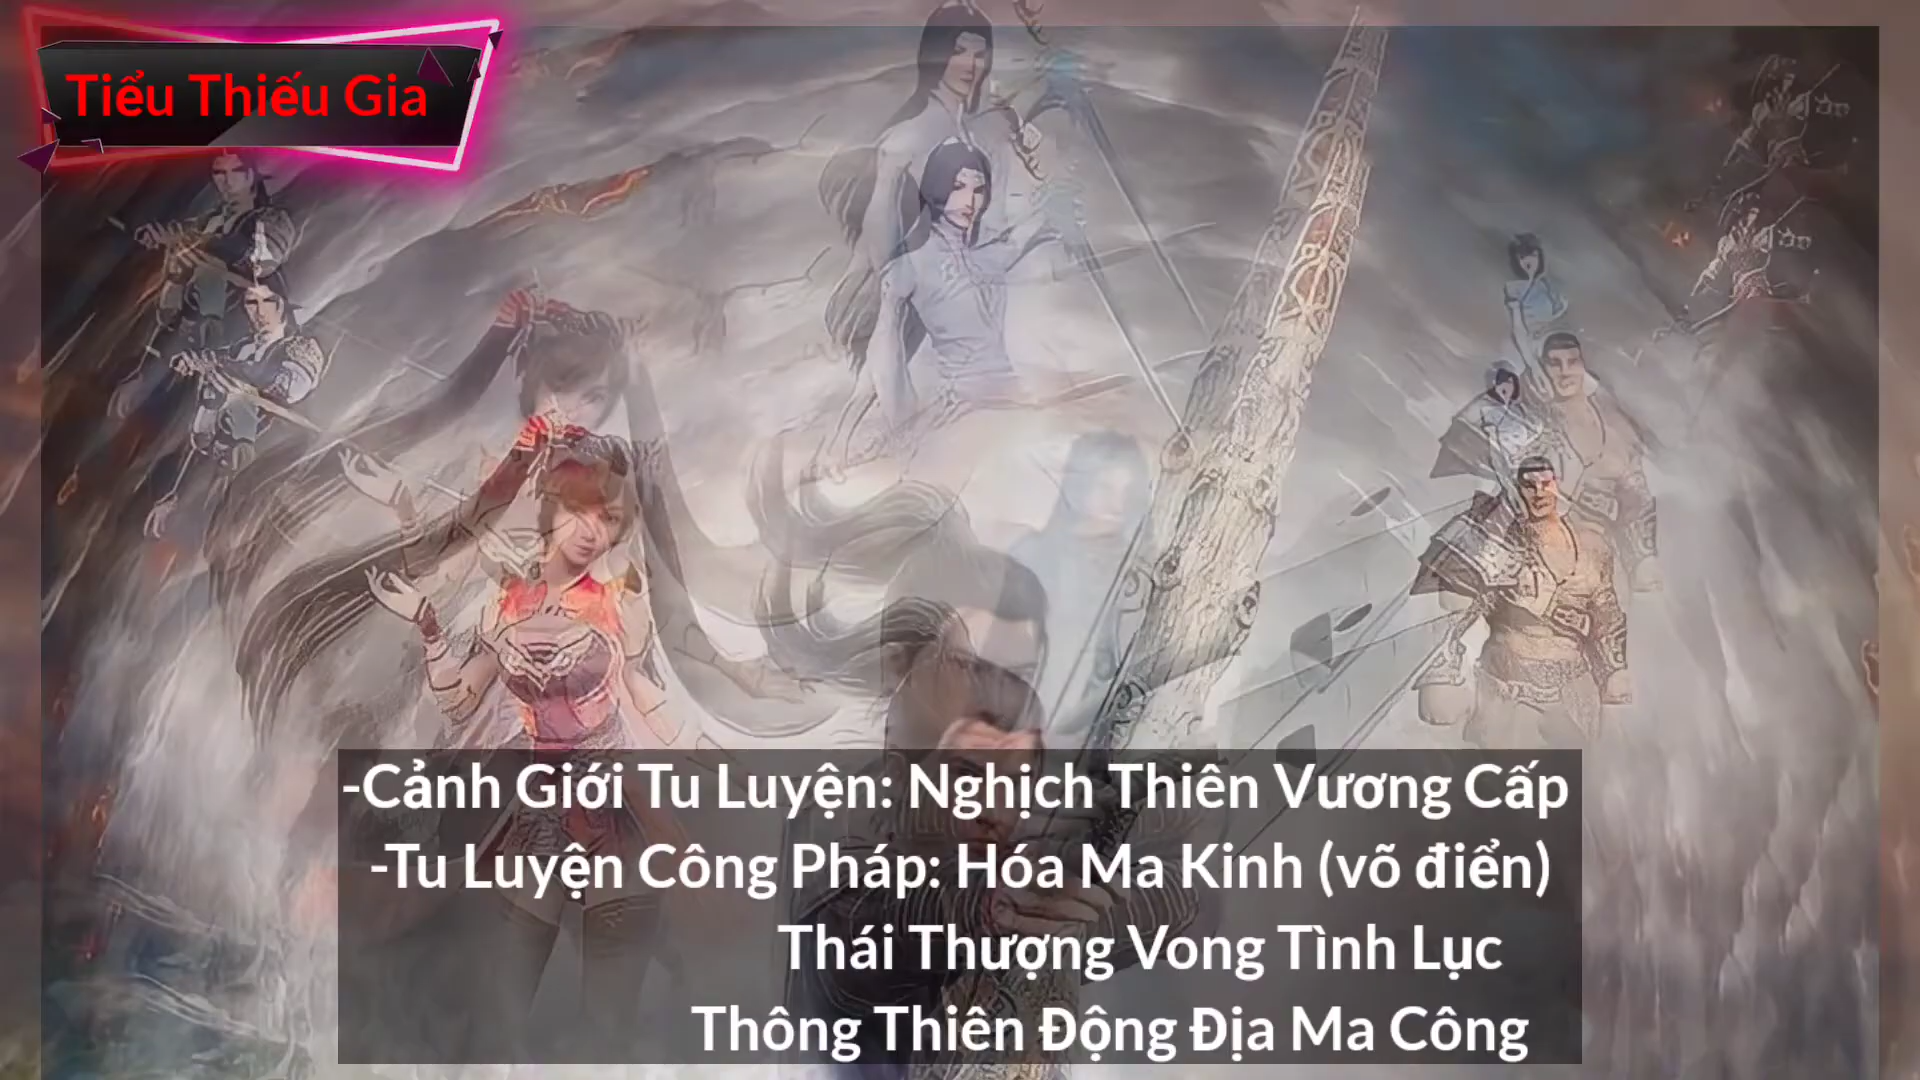 Tiểu Thiếu Gia
-Cảnh Giới Tu Luyện: Nghịch Thiên Vương Cấp
-Tu Luyện Công Pháp: Hóa Ma Kinh (võ điển)
Thái Thượng Vong Tình Lục
Thông Thiên Động Địa Ma Công